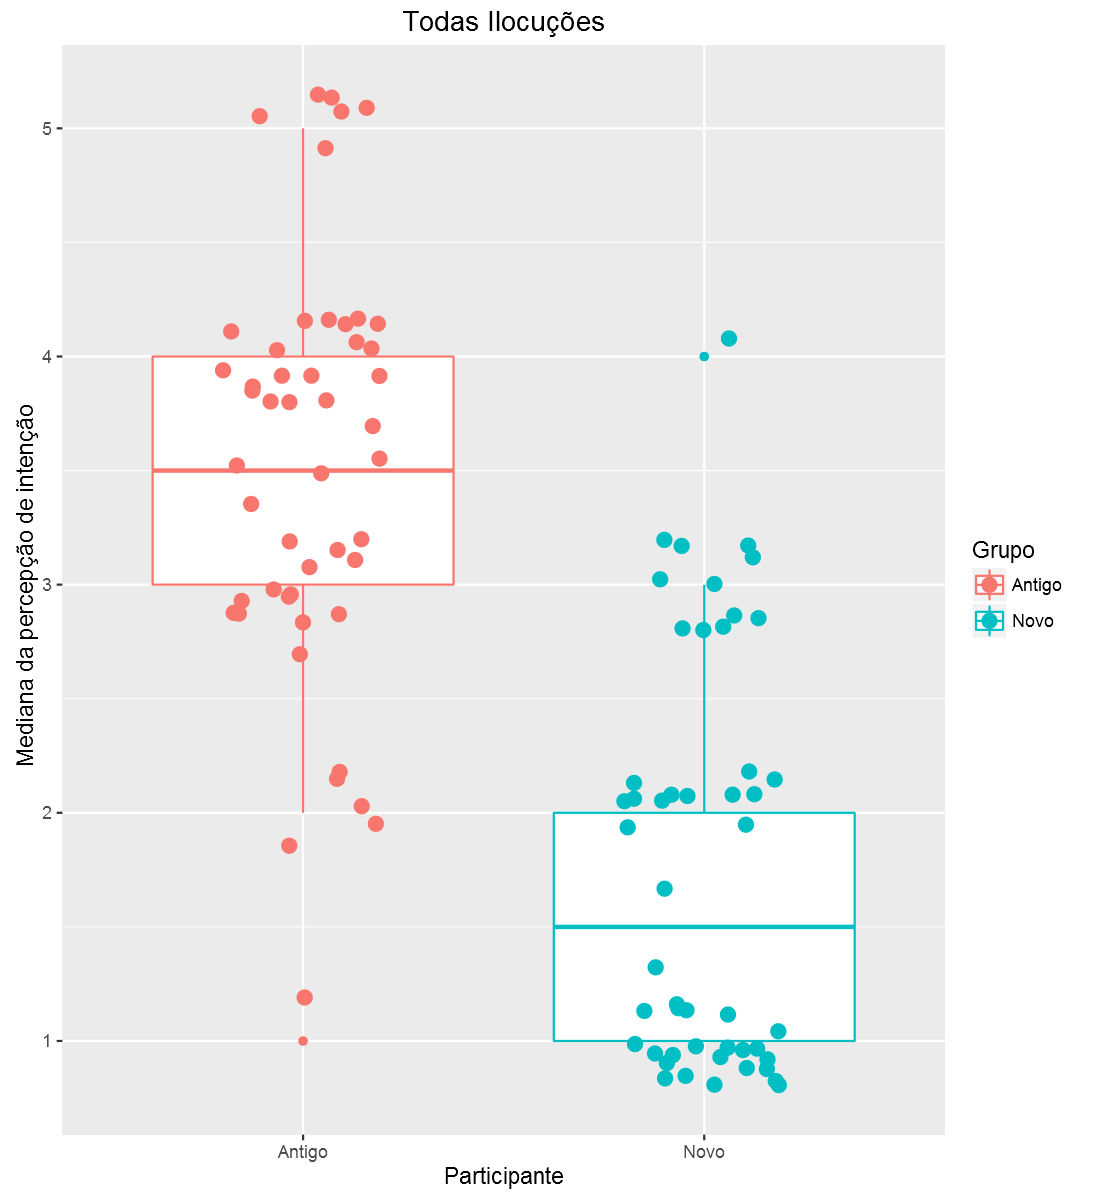 Todas Ilocuções
Mediana da percepção de intenção
5
4
3
2
1
Antigo
Novo
Participante
Grupo
Antigo
Novo